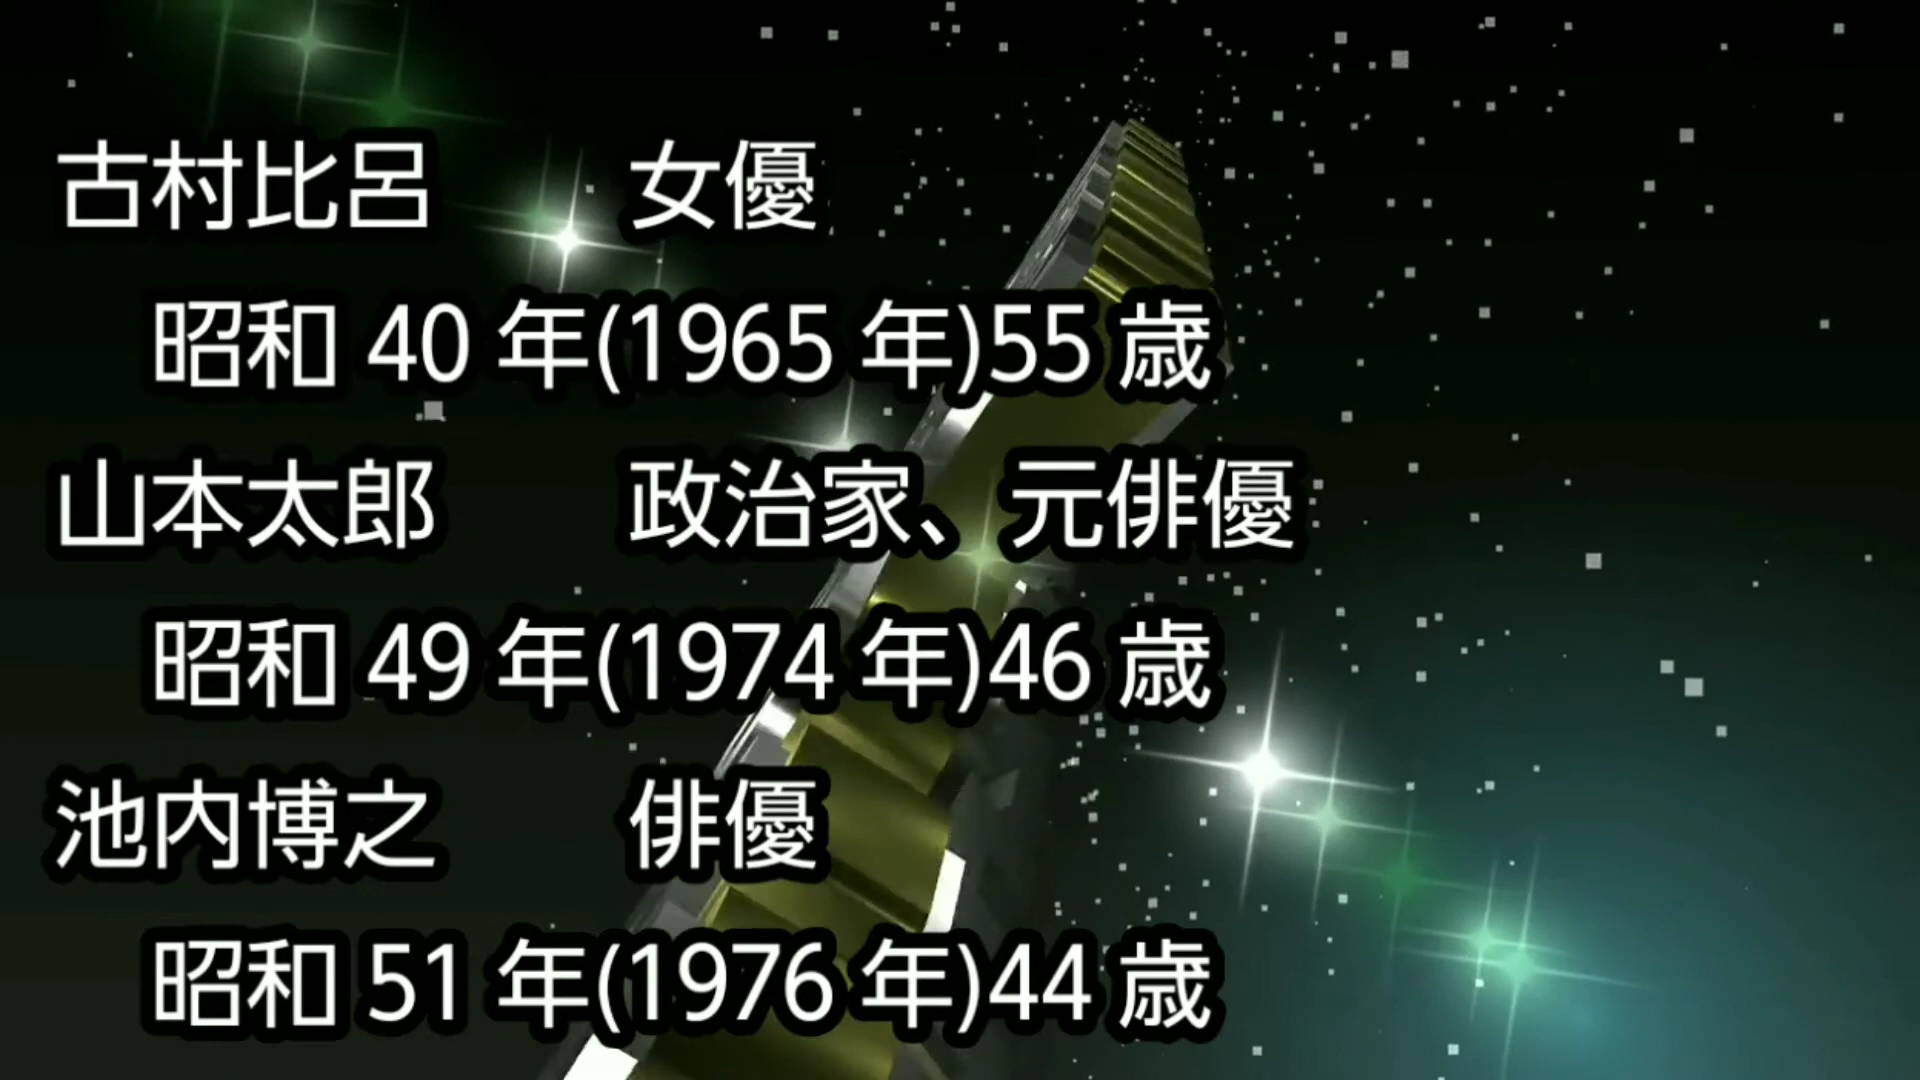 古村比呂　　女優
昭和 40 年(1965 年)55 歳
山本太郎　　政治家、元俳優
昭和 49 年(1974 年)46 歳
池内博之　　俳優
昭和 51 年(1976 年)44 歳